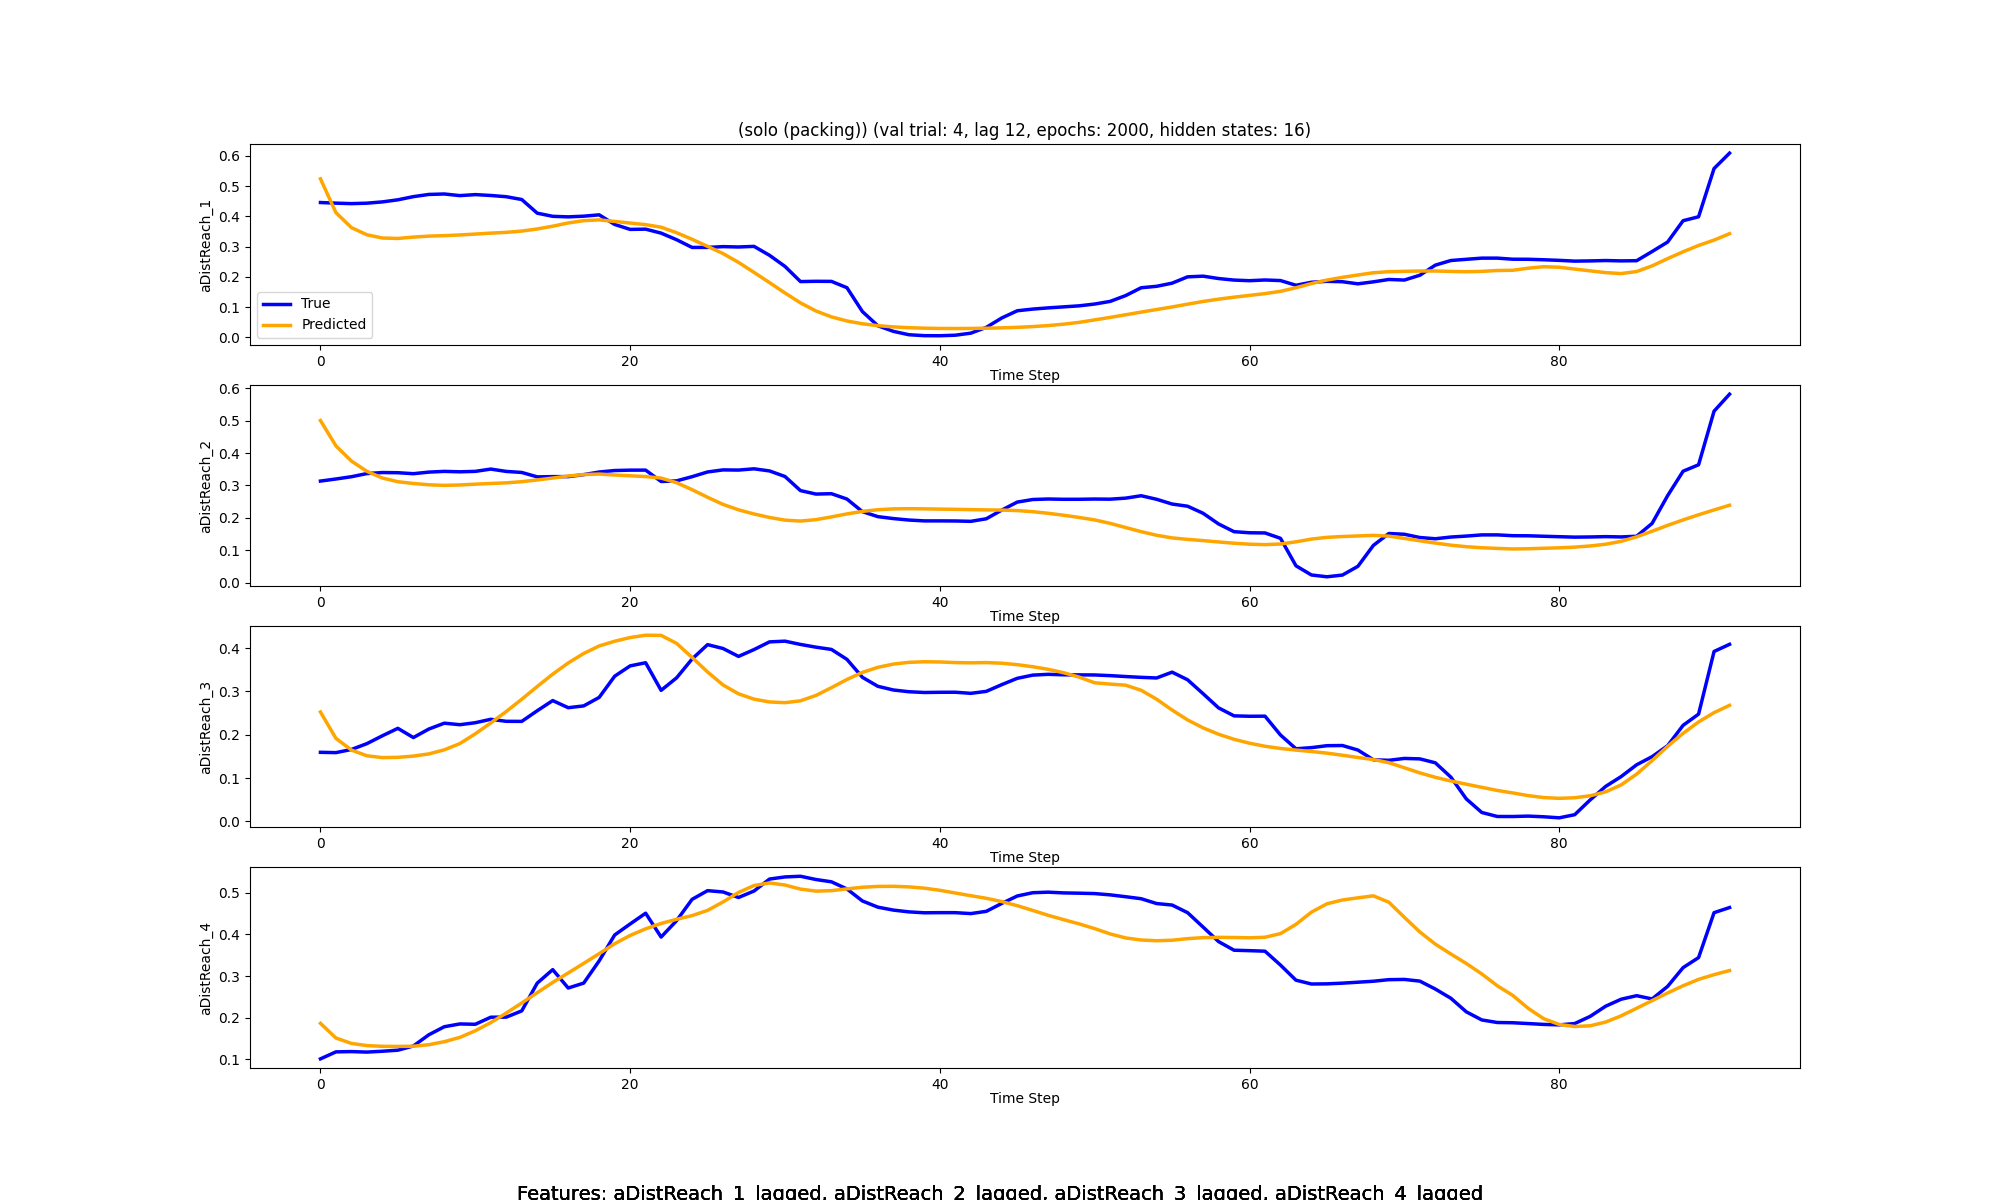 (solo (packing)) (val trial: 4, lag 12, epochs: 2000, hidden states: 16)
0.6
0.5
0.4
0.3
0.2
0.1
0.0
aDistReach_1
True
Predicted
0 20 40 60 80
Time Step
0.6
0.5
0.4
0.3
0.2
0.1
0.0
aDistReach_2
0 20 40 60 80
Time Step
0.4
0.3
0.2
0.1
0.0
aDistReach_3
0 20 40 60 80
Time Step
0.5
0.4
0.3
0.2
0.1
aDistReach_4
0 20 40 60 80
Time Step
Features: aDistReach_1_lagged, aDistReach_2_lagged, aDistReach_3_lagged, aDistReach_4_lagged